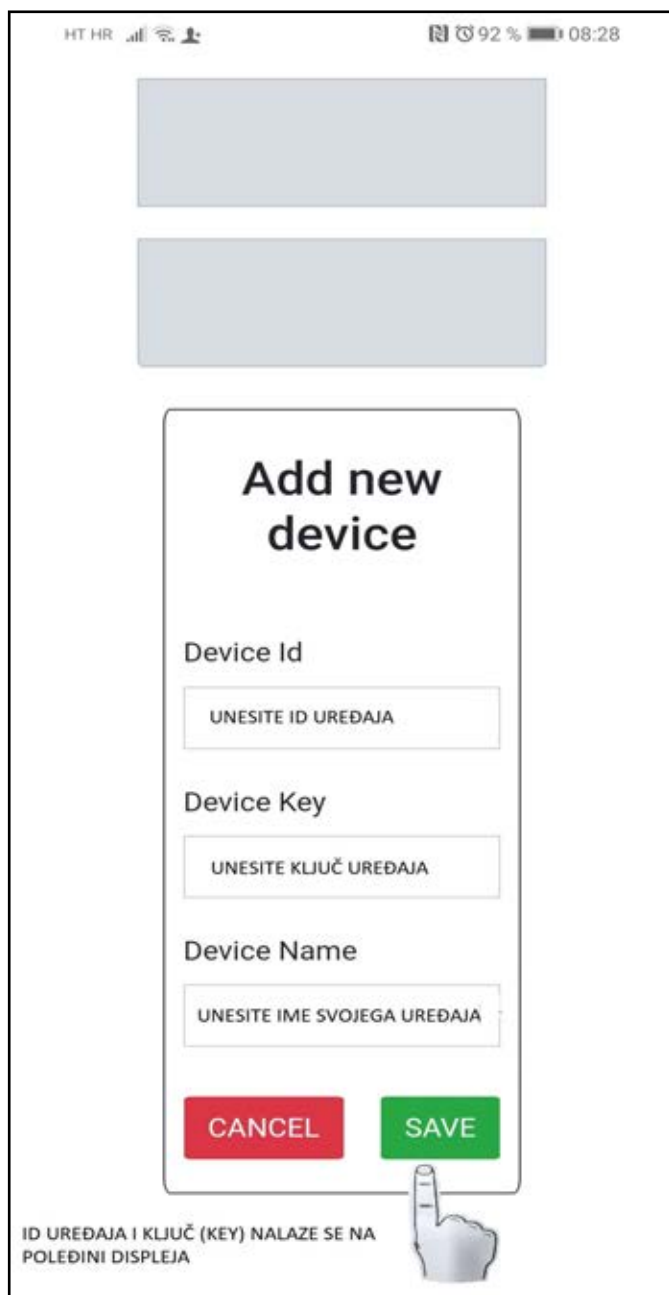 HT HR 92 % 08:28
Add new
device
Device Id
UNESITE ID UREĐAJA
Device Key
UNESITE KLJUČ UREĐAJA
Device Name
UNESITE IME SVOJEGA UREĐAJA
CANCEL SAVE
ID UREĐAJA I KLJUČ (KEY) NALAZE SE NA
POLEĐINI DISPLEJA